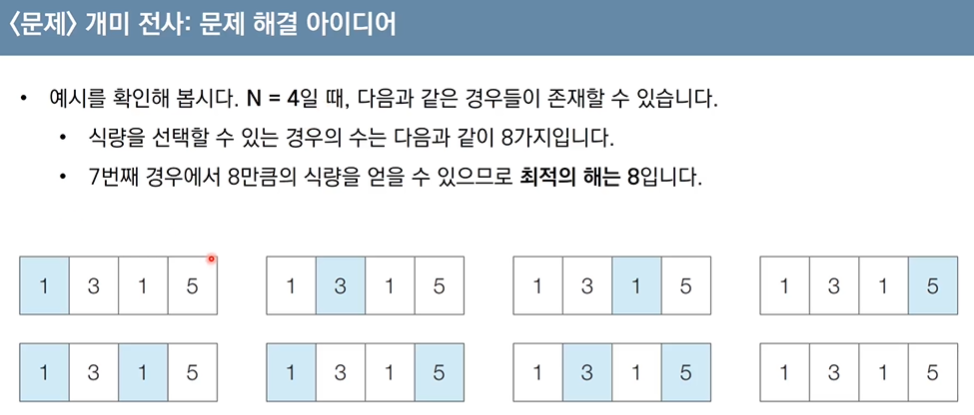 〈문제〉 개미 전사: 문제 해결 아이디어
• 예시를 확인해 봅시다. N = 4일 때, 다음과 같은 경우들이 존재할 수 있습니다.
• 식량을 선택할 수 있는 경우의 수는 다음과 같이 8가지입니다.
• 7번째 경우에서 8만큼의 식량을 얻을 수 있으므로 최적의 해는 8입니다.
1 3 1 5 1 3 1 5 1 3 1 5 1 3 1 5
1 3 1 5 1 3 1 5 1 3 1 5 1 3 1 5